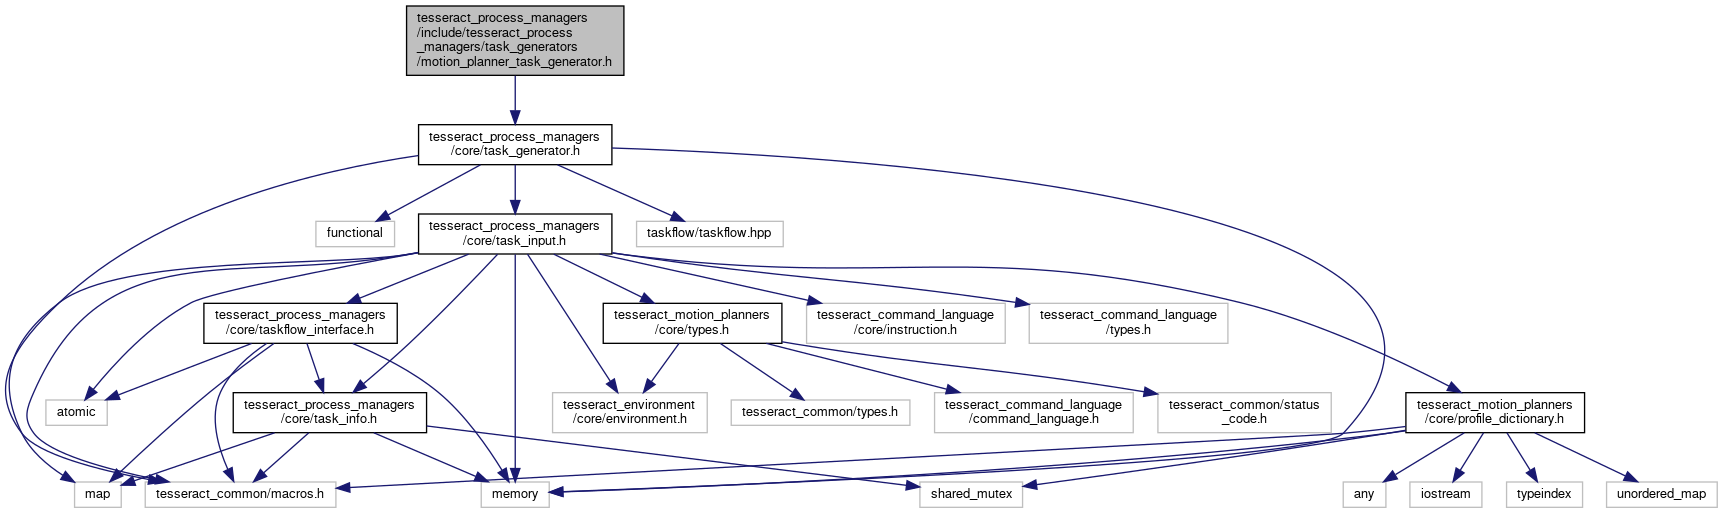 tesseract_process_managers
/include/tesseract_process
_managers/task_generators
/motion_planner_task_generator.h
tesseract_process_managers
/core/task_generator.h
functional
tesseract_process_managers
/core/task_input.h
taskflow/taskflow.hpp
tesseract_process_managers
/core/taskflow_interface.h
tesseract_motion_planners
/core/types.h
tesseract_command_language
/core/instruction.h
tesseract_command_language
/types.h
atomic
tesseract_process_managers
/core/task_info.h
tesseract_environment
/core/environment.h
tesseract_common/types.h
tesseract_command_language
/command_language.h
tesseract_common/status
_code.h
tesseract_motion_planners
/core/profile_dictionary.h
map
tesseract_common/macros.h
memory
shared_mutex
any
iostream
typeindex
unordered_map